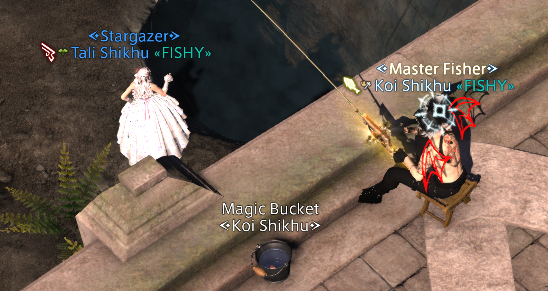 «Stargazer»
Tali Shikhu «FISHY»
«Master Fisher»
Koi Shikhu «FISHY»
Magic Bucket
«Koi Shikhu»